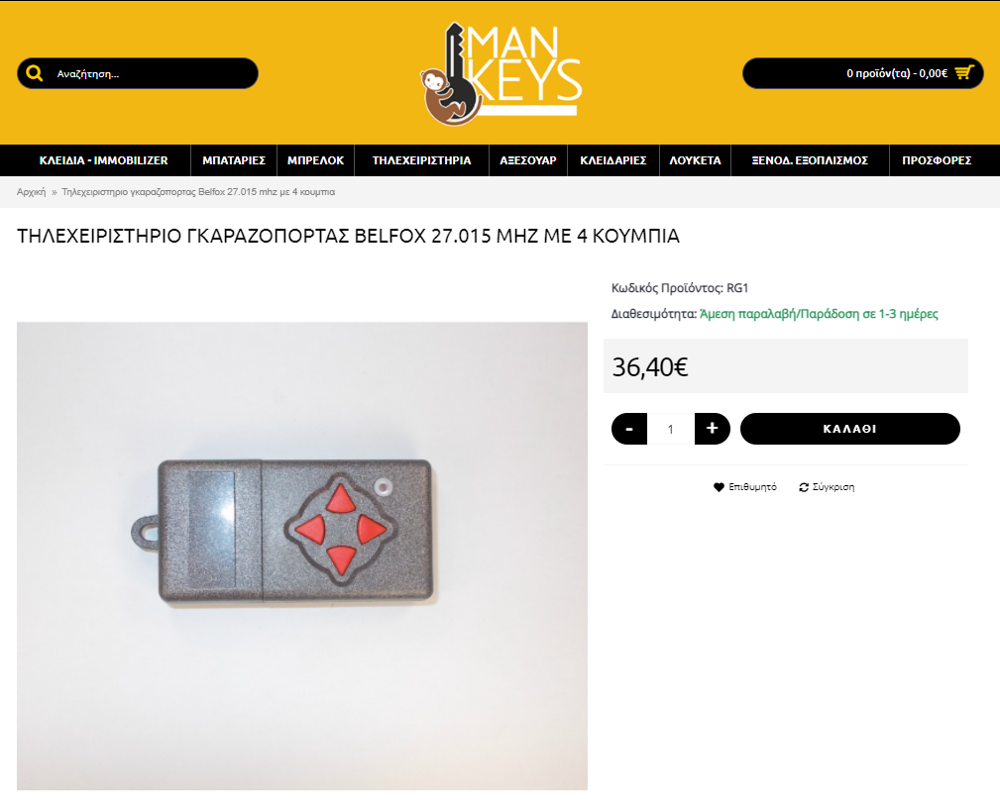 Αναζήτηση...
MAN
KEYS
0 προϊόν(τα) - 0,00€
ΚΛΕΙΔΙΑ - IMMOBILIZER ΜΠΑΤΑΡΙΕΣ ΜΠΡΕΛΟΚ ΤΗΛΕΧΕΙΡΙΣΤΗΡΙΑ ΑΞΕΣΟΥΑΡ ΚΛΕΙΔΑΡΙΕΣ ΛΟΥΚΕΤΑ ΞΕΝΟΔ. ΕΞΟΠΛΙΣΜΟΣ ΠΡΟΣΦΟΡΕΣ
Αρχική » Τηλεχειριστηριο γκαραζοπορτας Belfox 27.015 mhz με 4 κουμπια
ΤΗΛΕΧΕΙΡΙΣΤΗΡΙΟ ΓΚΑΡΑΖΟΠΟΡΤΑΣ BELFOX 27.015 MHZ ΜΕ 4 ΚΟΥΜΠΙΑ
Κωδικός Προϊόντος: RG1
Διαθεσιμότητα: Άμεση παραλαβή/Παράδοση σε 1-3 ημέρες
36,40€
- 1 + ΚΑΛΑΘΙ
Επιθυμητό Σύγκριση